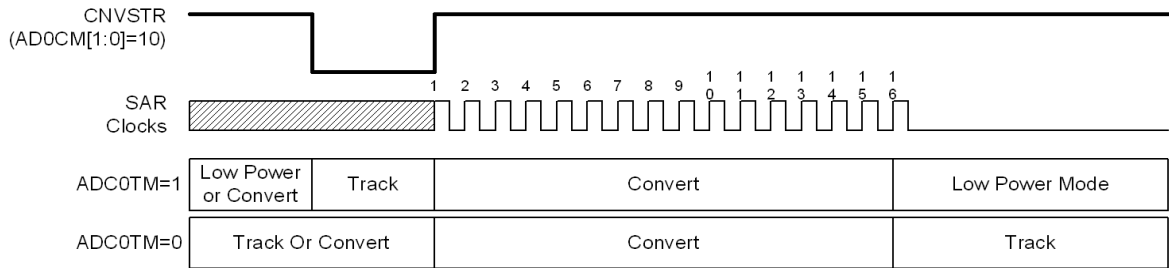 CNVSTR
(AD0CM[1:0]=10)
1 2 3 4 5 6 7 8 9 10 11 12 13 14 15 16
SAR
Clocks
ADC0TM=1
Low Power
or Convert
Track
Convert
Low Power Mode
ADC0TM=0
Track Or Convert
Convert
Track